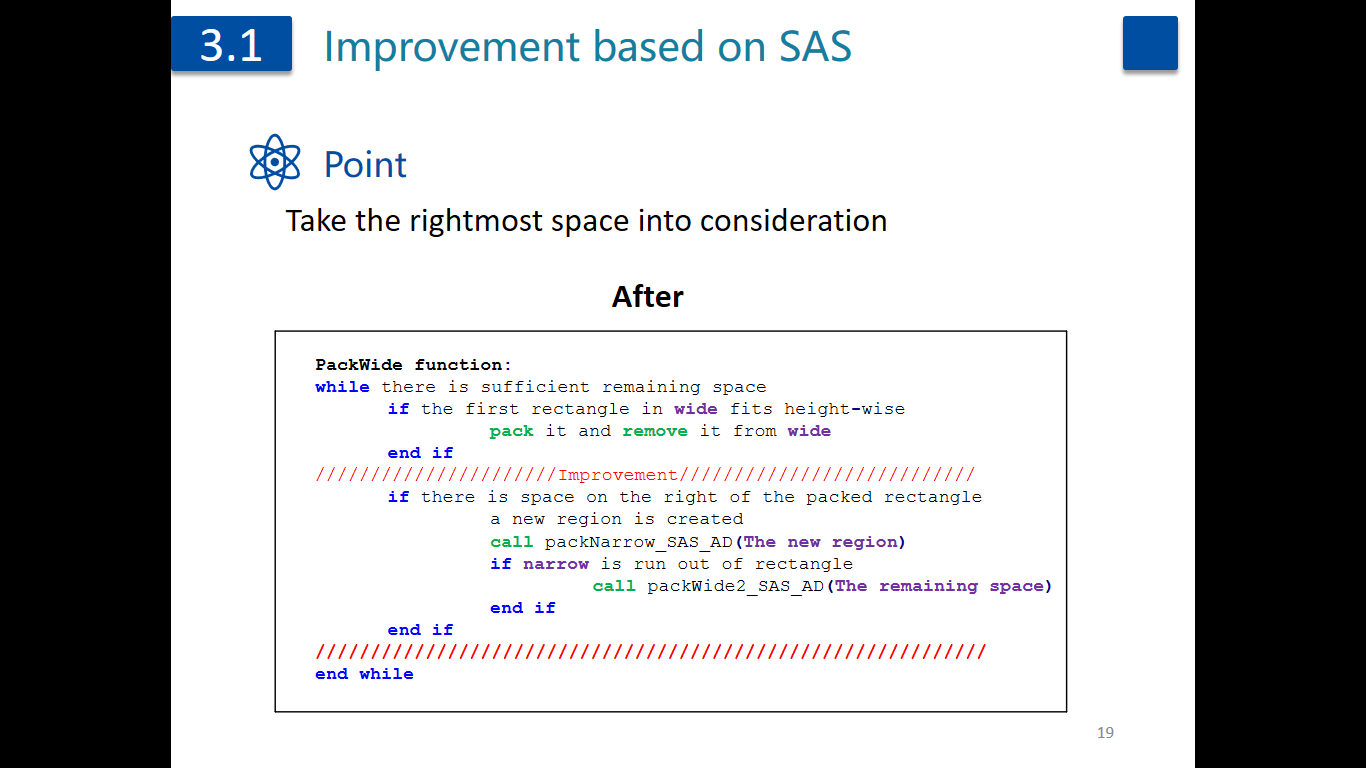 3.1 Improvement based on SAS
Point
Take the rightmost space into consideration
After
PackWide function:
while there is sufficient remaining space
if the first rectangle in wide fits height-wise
pack it and remove it from wide
end if
//////////////////////Improvement///////////////////////////
if there is space on the right of the packed rectangle
a new region is created
call packNarrow_SAS_AD(The new region)
if narrow is run out of rectangle
call packWide2_SAS_AD(The remaining space)
end if
end if
/////////////////////////////////////////////////////////////
end while
19